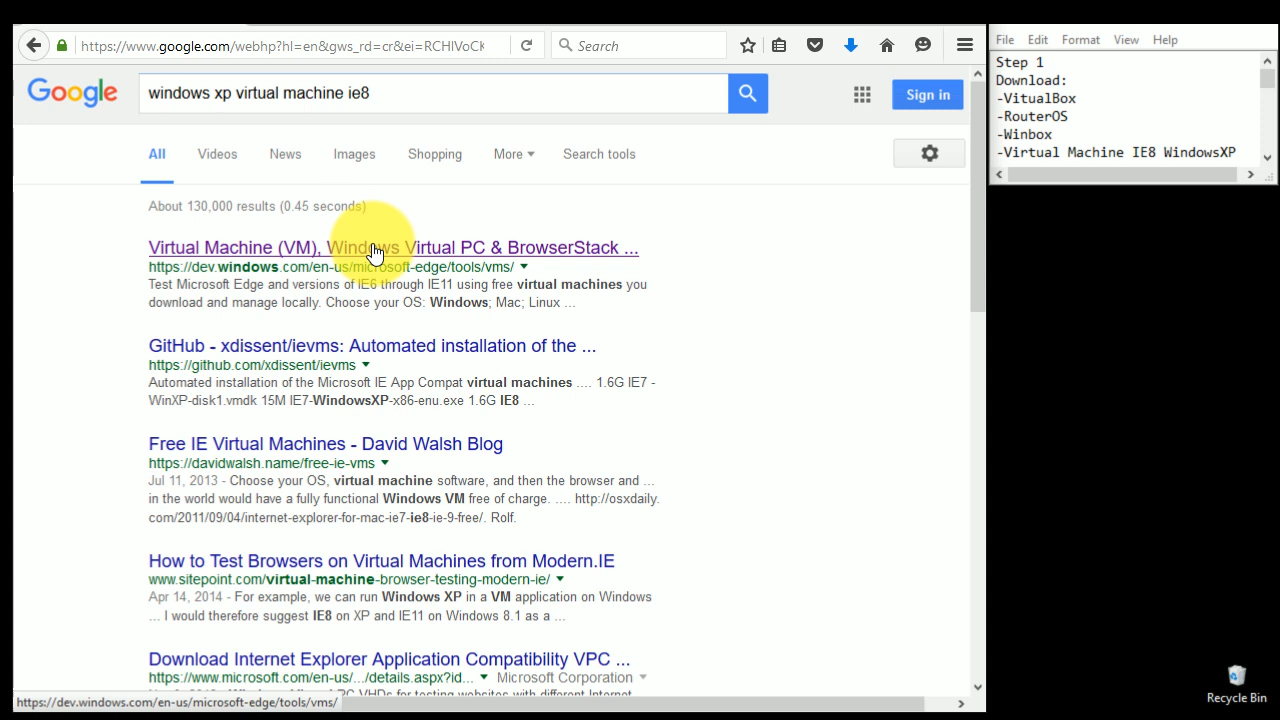 https://www.google.com/webhp?hl=en&gws_rd=cr&ei=RCHIVoCK
Search
Google
windows xp virtual machine ie8
Sign in
All Videos News Images Shopping More Search tools
About 130,000 results (0.45 seconds)
Virtual Machine (VM), Windows Virtual PC & BrowserStack ...
https://dev.windows.com/en-us/microsoft-edge/tools/vms/
Test Microsoft Edge and versions of IE6 through IE11 using free virtual machines you
download and manage locally. Choose your OS: Windows; Mac; Linux ...
GitHub - xdissent/ievms: Automated installation of the ...
https://github.com/xdissent/ievms
Automated installation of the Microsoft IE App Compat virtual machines .... 1.6G IE7 -
WinXP-disk1.vmdk 15M IE7-WindowsXP-x86-enu.exe 1.6G IE8 ...
Free IE Virtual Machines - David Walsh Blog
https://davidwalsh.name/free-ie-vms
Jul 11, 2013 - Choose your OS, virtual machine software, and then the browser and ...
in the world would have a fully functional Windows VM free of charge. .... http://osxdaily.
com/2011/09/04/internet-explorer-for-mac-ie7-ie8-ie-9-free/. Rolf.
How to Test Browsers on Virtual Machines from Modern.IE
www.sitepoint.com/virtual-machine-browser-testing-modern-ie/
Apr 14, 2014 - For example, we can run Windows XP in a VM application on Windows
... I would therefore suggest IE8 on XP and IE11 on Windows 8.1 as a ...
Download Internet Explorer Application Compatibility VPC ...
https://www.microsoft.com/en-us/.../details.aspx?id... Microsoft Corporation
https://dev.windows.com/en-us/microsoft-edge/tools/vms/
File Edit Format View Help
Step 1
Download:
-VitualBox
-RouterOS
-Winbox
-Virtual Machine IE8 WindowsXP
Recycle Bin